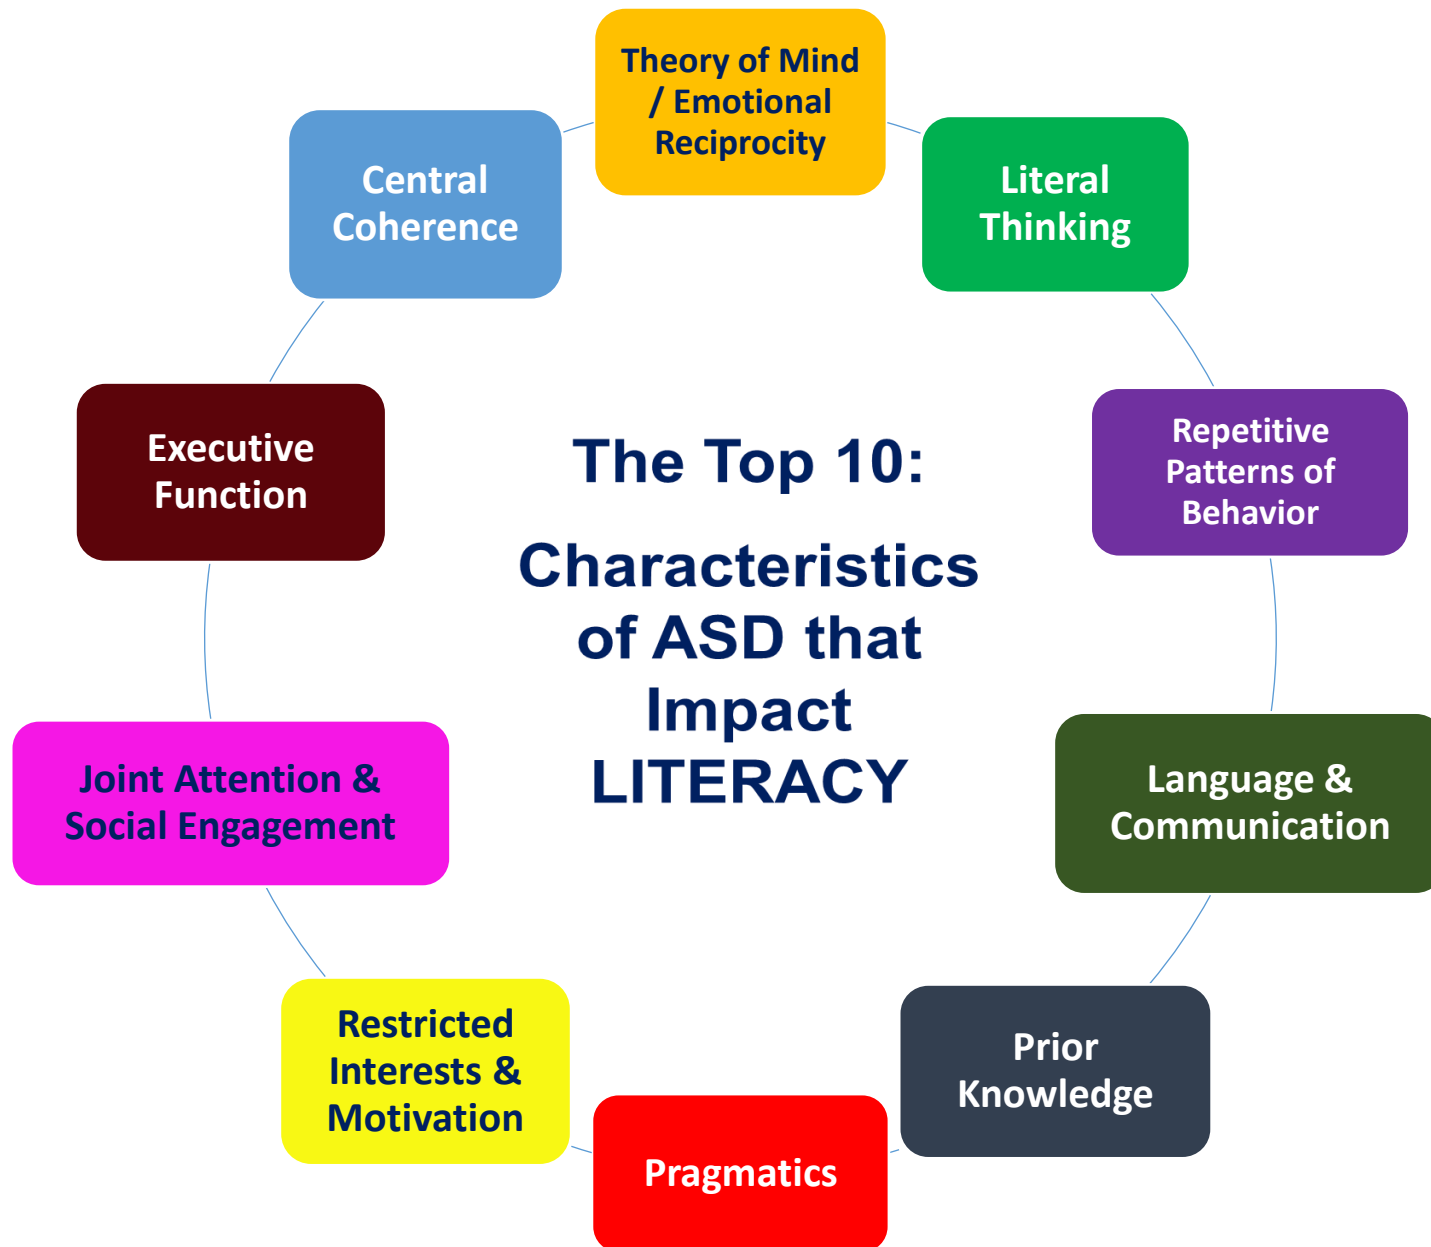 Theory of Mind
/ Emotional
Reciprocity
Literal
Thinking
Repetitive
Patterns of
Behavior
Language &
Communication
Prior
Knowledge
Pragmatics
Restricted
Interests &
Motivation
Joint Attention &
Social Engagement
Executive
Function
Central
Coherence
The Top 10:
Characteristics
of ASD that
Impact
LITERACY